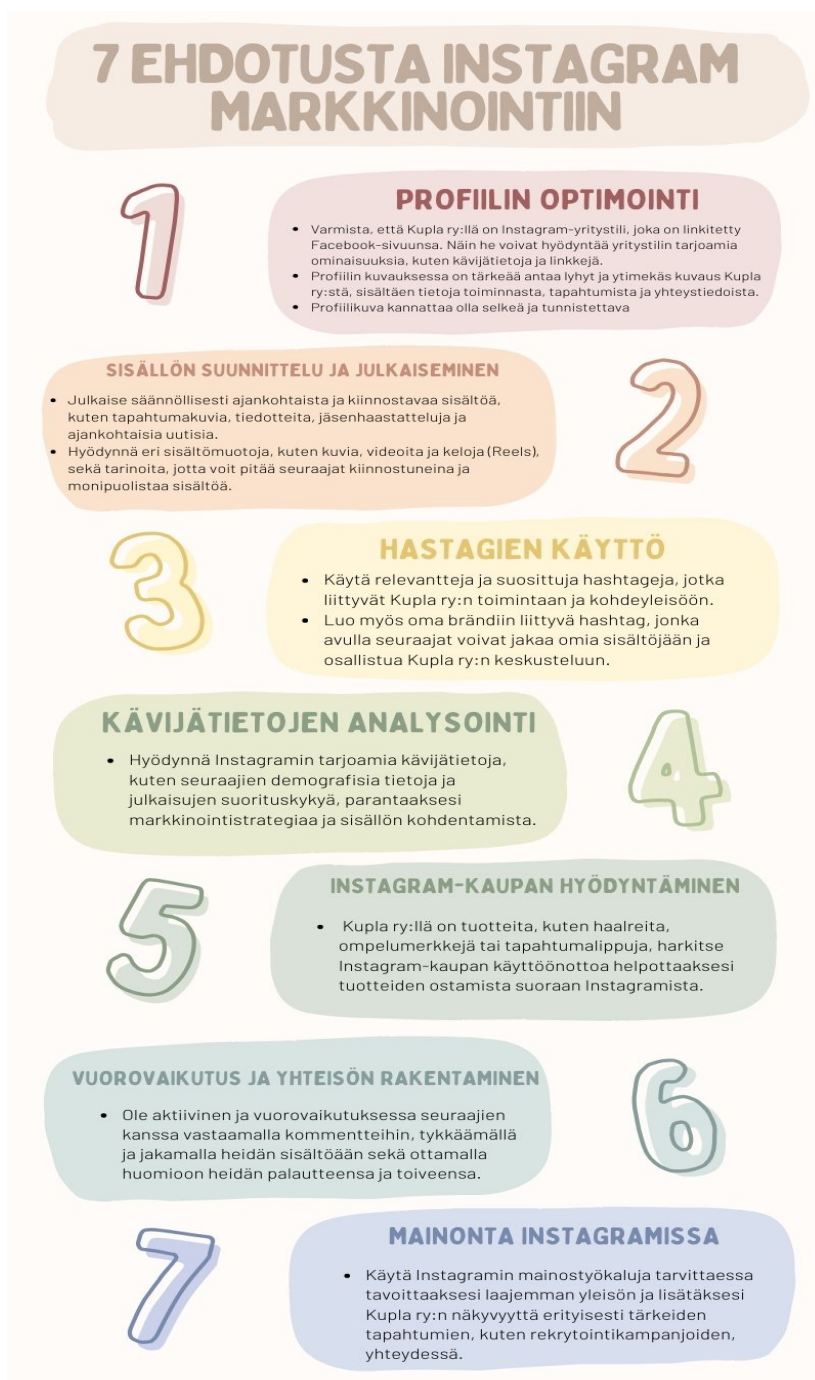 7 EHDOTUSTA INSTAGRAM
MARKKINOINTIIN
1
PROFIILIN OPTIMOINTI
• Varmista, että Kupla ry:llä on Instagram-yritystili, joka on linkitetty
Facebook-sivuunsa. Näin he voivat hyödyntää yritystilin tarjoamia
ominaisuuksia, kuten kävijätietoja ja linkkejä.
• Profiilin kuvauksessa on tärkeää antaa lyhyt ja ytimekäs kuvaus Kupla
ry:stä, sisältäen tietoja toiminnasta, tapahtumista ja yhteystiedoista.
• Profiilikuva kannattaa olla selkeä ja tunnistettava
SISÄLLÖN SUUNNITTELU JA JULKAISEMINEN
• Julkaise säännöllisesti ajankohtaista ja kiinnostavaa sisältöä,
kuten tapahtumakuvia, tiedotteita, jäsenhaastatteluja ja
ajankohtaisia uutisia.
• Hyödynnä eri sisältömuotoja, kuten kuvia, videoita ja keloja (Reels),
sekä tarinoita, jotta voit pitää seuraajat kiinnostuneina ja
monipuolistaa sisältöä.
2
3
HASTAGIEN KÄYTTÖ
• Käytä relevantteja ja suosittuja hashtageja, jotka
liittyvät Kupla ry:n toimintaan ja kohdeyleisöön.
• Luo myös oma brändiin liittyvä hashtag, jonka
avulla seuraajat voivat jakaa omia sisältöjään ja
osallistua Kupla ry:n keskusteluun.
KÄVIJÄTIETOJEN ANALYSOINTI
• Hyödynnä Instagramin tarjoamia kävijätietoja,
kuten seuraajien demografisia tietoja ja
julkaisujen suorituskykyä, parantaaksesi
markkinointistrategiaa ja sisällön kohdentamista.
4
5
INSTAGRAM-KAUPAN HYÖDYNTÄMINEN
• Kupla ry:llä on tuotteita, kuten haalreita,
ompelumerkkejä tai tapahtumalippuja, harkitse
Instagram-kaupan käyttöönottoa helpottaaksesi
tuotteiden ostamista suoraan Instagramista.
VUOROVAIKUTUS JA YHTEISÖN RAKENTAMINEN
• Ole aktiivinen ja vuorovaikutuksessa seuraajien
kanssa vastaamalla kommentteihin, tykkäämällä
ja jakamalla heidän sisältöään sekä ottamalla
huomioon heidän palautteensa ja toiveensa.
6
7
MAINONTA INSTAGRAMISSA
• Käytä Instagramin mainostyökaluja tarvittaessa
tavoittaaksesi laajemman yleisön ja lisätäksesi
Kupla ry:n näkyvyyttä erityisesti tärkeiden
tapahtumien, kuten rekrytointikampanjoiden,
yhteydessä.